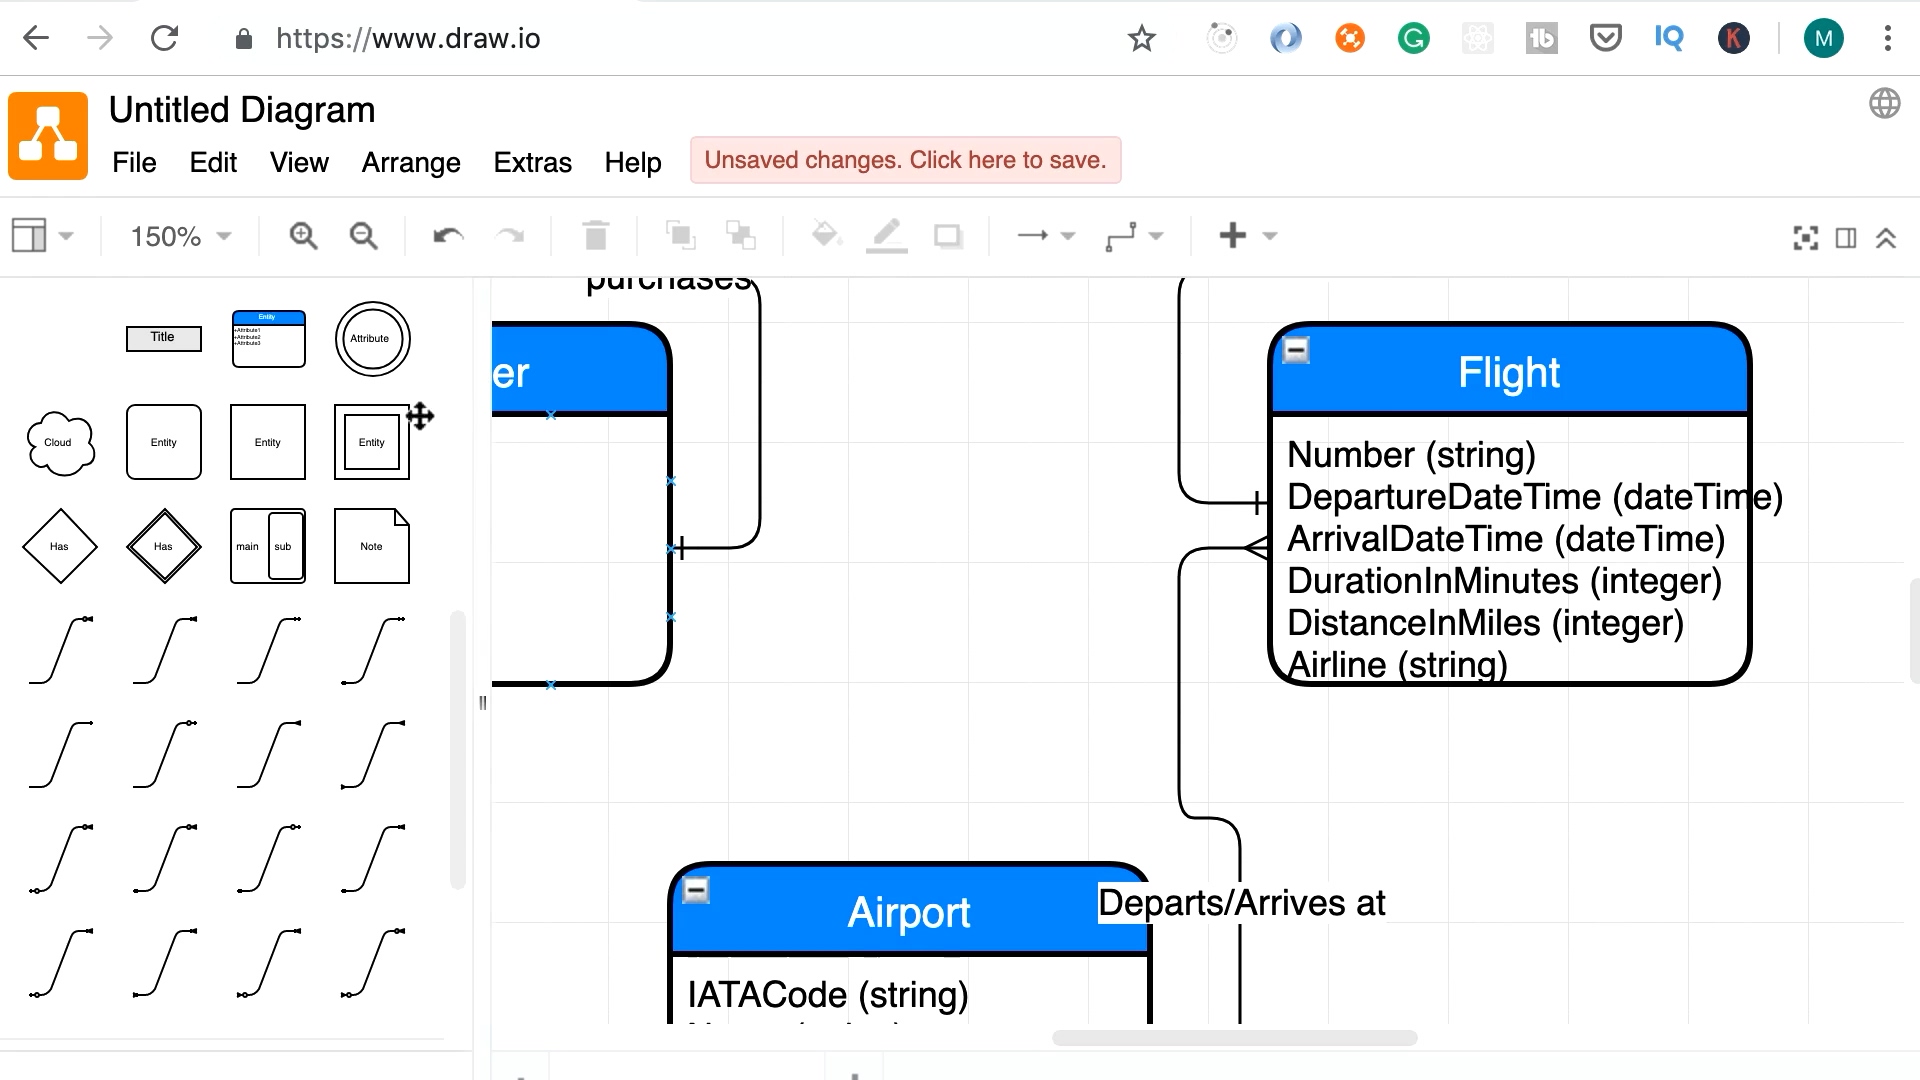 https://www.draw.io
M
Untitled Diagram
File Edit View Arrange Extras Help
Unsaved changes. Click here to save.
150%
purchases
Title
Entity
+Attribute1
+Attribute2
+Attribute3
Attribute
er
Flight
Cloud
Entity
Entity
Entity
Number (string)
DepartureDateTime (dateTime)
ArrivalDateTime (dateTime)
DurationInMinutes (integer)
DistanceInMiles (integer)
Airline (string)
Has
Has
main sub
Note
Airport
Departs/Arrives at
IATACode (string)